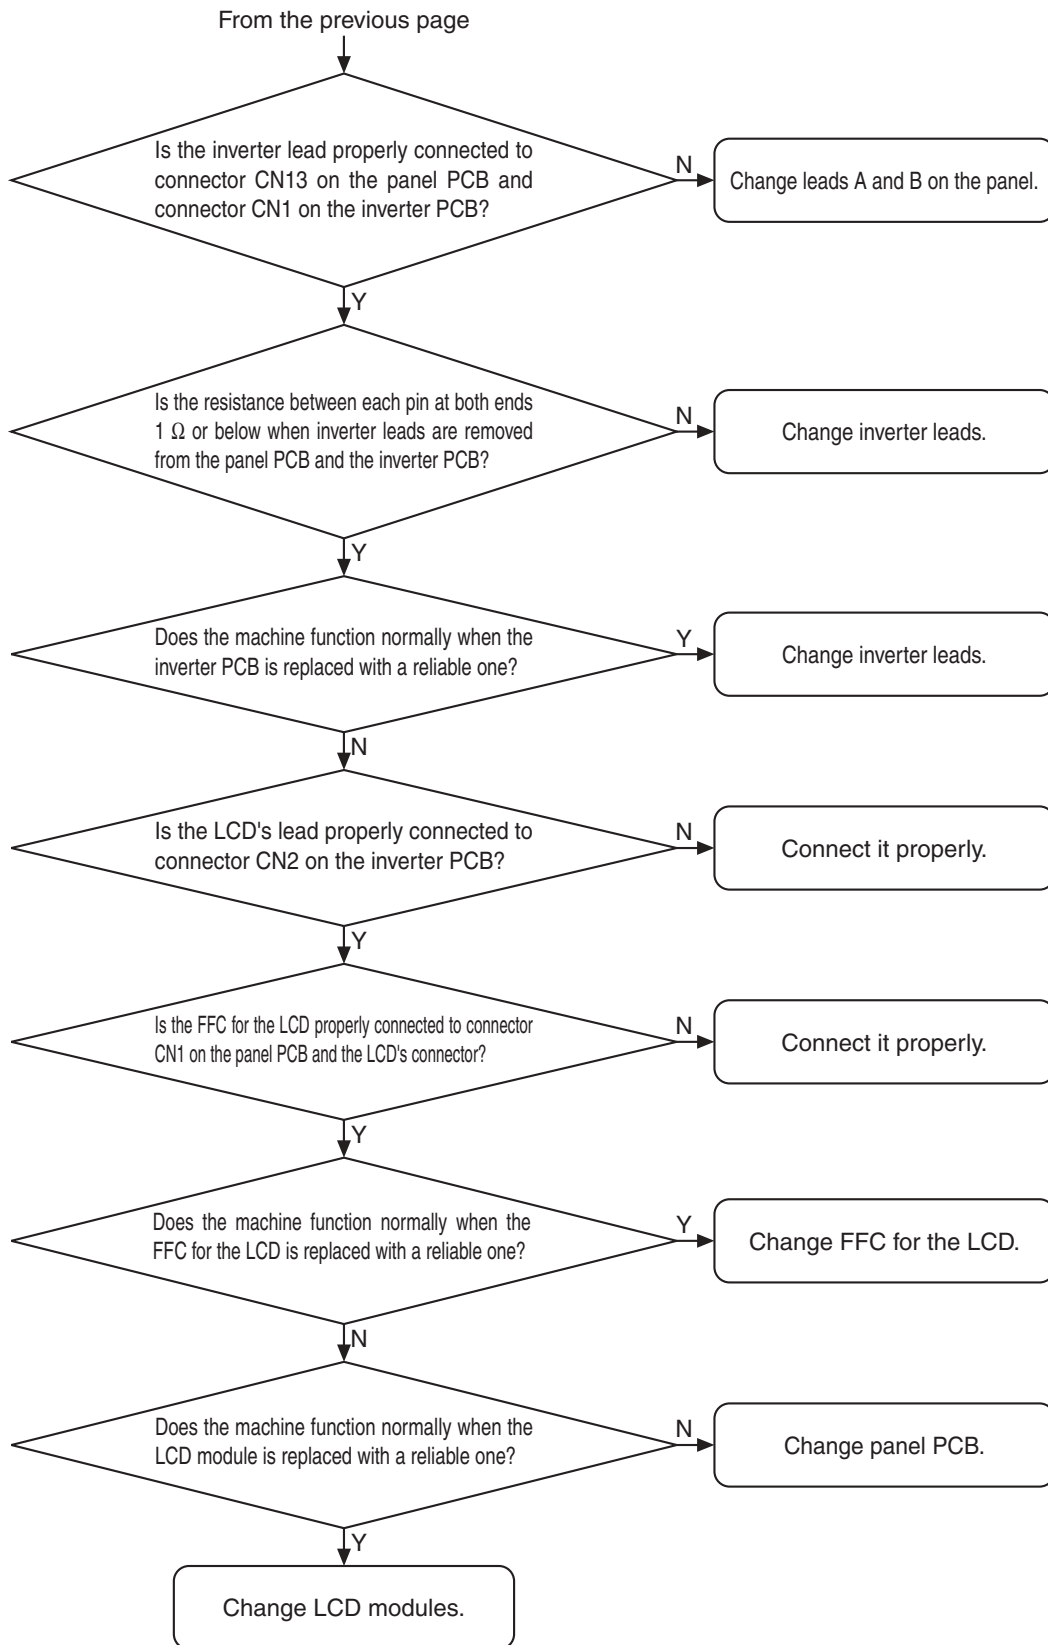 From the previous page
Is the inverter lead properly connected to
connector CN13 on the panel PCB and
connector CN1 on the inverter PCB?
N
Change leads A and B on the panel.
Y
Is the resistance between each pin at both ends
1 Ω or below when inverter leads are removed
from the panel PCB and the inverter PCB?
N
Change inverter leads.
Y
Does the machine function normally when the
inverter PCB is replaced with a reliable one?
Y
Change inverter leads.
N
Is the LCD's lead properly connected to
connector CN2 on the inverter PCB?
N
Connect it properly.
Y
Is the FFC for the LCD properly connected to connector
CN1 on the panel PCB and the LCD's connector?
N
Connect it properly.
Y
Does the machine function normally when the
FFC for the LCD is replaced with a reliable one?
Y
Change FFC for the LCD.
N
Does the machine function normally when the
LCD module is replaced with a reliable one?
N
Change panel PCB.
Y
Change LCD modules.